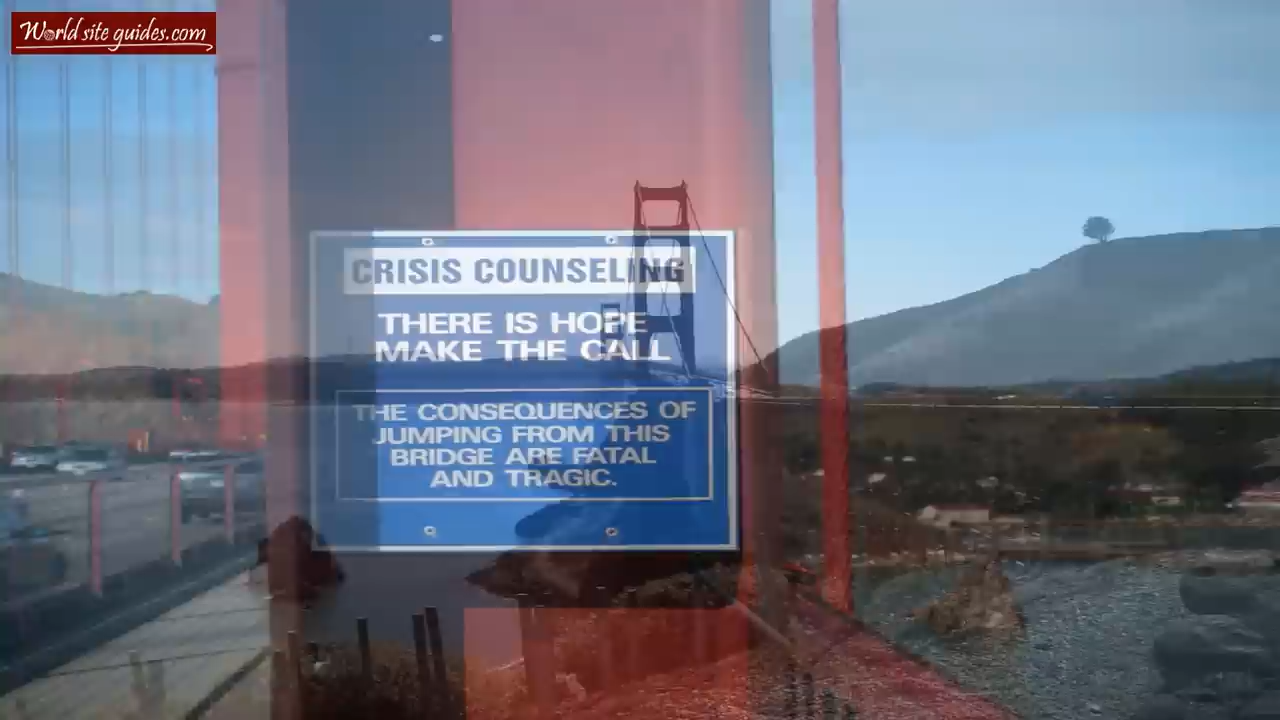 World site guides.com
CRISIS COUNSELING
THERE IS HOPE
MAKE THE CALL
THE CONSEQUENCES OF
JUMPING FROM THIS
BRIDGE ARE FATAL
AND TRAGIC.